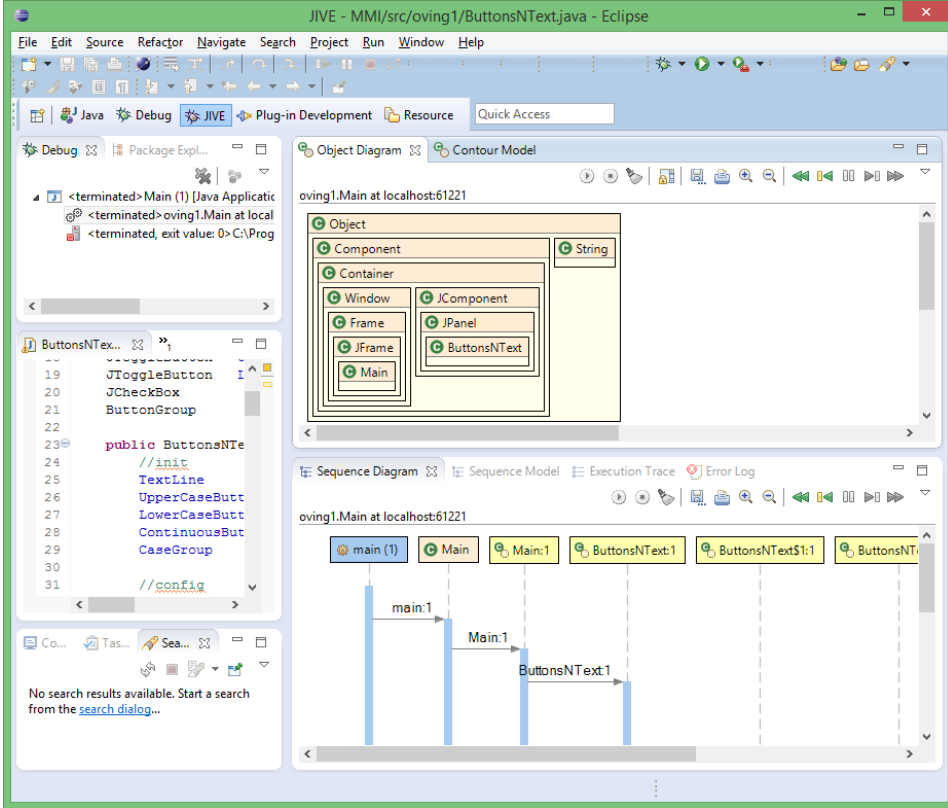 JIVE - MMI/src/oving1/ButtonsNText.java - Eclipse
File Edit Source Refactor Navigate Search Project Run Window Help
Java Debug JIVE Plug-in Development Resource Quick Access
Debug Package Expl...
<terminated>Main (1) [Java Applicatic
<terminated>oving1.Main at local
<terminated, exit value: 0>C:\Prog
ButtonsNTex... »1
19 JToggleButton
20 JCheckBox
21 ButtonGroup
22
23 public ButtonsNTe
24 //init
25 TextLine
26 UpperCaseButt
27 LowerCaseButt
28 ContinuousBut
29 CaseGroup
30
31 //config
Co... Tas... Sea...
No search results available. Start a search
from the search dialog...
Object Diagram Contour Model
oving1.Main at localhost:61221
Object
Component String
Container
Window JComponent
Frame JPanel
JFrame ButtonsNText
Main
Sequence Diagram Sequence Model Execution Trace Error Log
oving1.Main at localhost:61221
main (1) Main Main:1 ButtonsNText:1 ButtonsNText$1:1 ButtonsNT
main:1
Main:1
ButtonsNText:1